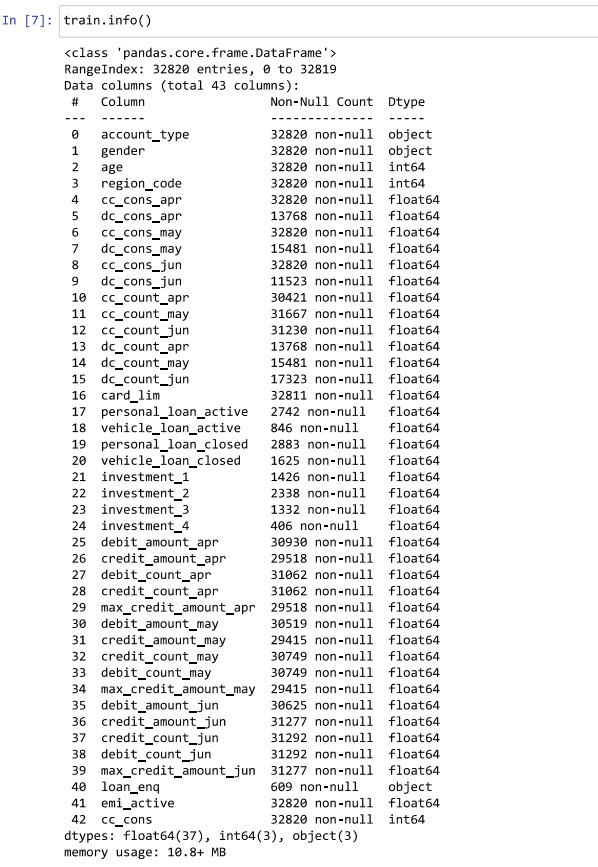 In [7]: train.info()
<class 'pandas.core.frame.DataFrame'>
RangeIndex: 32820 entries, 0 to 32819
Data columns (total 43 columns):
 #   Column                 Non-Null Count  Dtype
---  ------                 --------------  -----
 0   account_type           32820 non-null  object
 1   gender                 32820 non-null  object
 2   age                    32820 non-null  int64
 3   region_code            32820 non-null  int64
 4   cc_cons_apr            32820 non-null  float64
 5   dc_cons_apr            13768 non-null  float64
 6   cc_cons_may            32820 non-null  float64
 7   dc_cons_may            15481 non-null  float64
 8   cc_cons_jun            32820 non-null  float64
 9   dc_cons_jun            11523 non-null  float64
 10  cc_count_apr           30421 non-null  float64
 11  cc_count_may           31667 non-null  float64
 12  cc_count_jun           31230 non-null  float64
 13  dc_count_apr           13768 non-null  float64
 14  dc_count_may           15481 non-null  float64
 15  dc_count_jun           17323 non-null  float64
 16  card_lim               32811 non-null  float64
 17  personal_loan_active   2742 non-null   float64
 18  vehicle_loan_active    846 non-null    float64
 19  personal_loan_closed   2883 non-null   float64
 20  vehicle_loan_closed    1625 non-null   float64
 21  investment_1           1426 non-null   float64
 22  investment_2           2338 non-null   float64
 23  investment_3           1332 non-null   float64
 24  investment_4           406 non-null    float64
 25  debit_amount_apr       30930 non-null  float64
 26  credit_amount_apr      29518 non-null  float64
 27  debit_count_apr        31062 non-null  float64
 28  credit_count_apr       31062 non-null  float64
 29  max_credit_amount_apr  29518 non-null  float64
 30  debit_amount_may       30519 non-null  float64
 31  credit_amount_may      29415 non-null  float64
 32  credit_count_may       30749 non-null  float64
 33  debit_count_may        30749 non-null  float64
 34  max_credit_amount_may  29415 non-null  float64
 35  debit_amount_jun       30625 non-null  float64
 36  credit_amount_jun      31277 non-null  float64
 37  credit_count_jun       31292 non-null  float64
 38  debit_count_jun        31292 non-null  float64
 39  max_credit_amount_jun  31277 non-null  float64
 40  loan_enq               609 non-null    object
 41  emi_active             32820 non-null  float64
 42  cc_cons                32820 non-null  int64
dtypes: float64(37), int64(3), object(3)
memory usage: 10.8+ MB